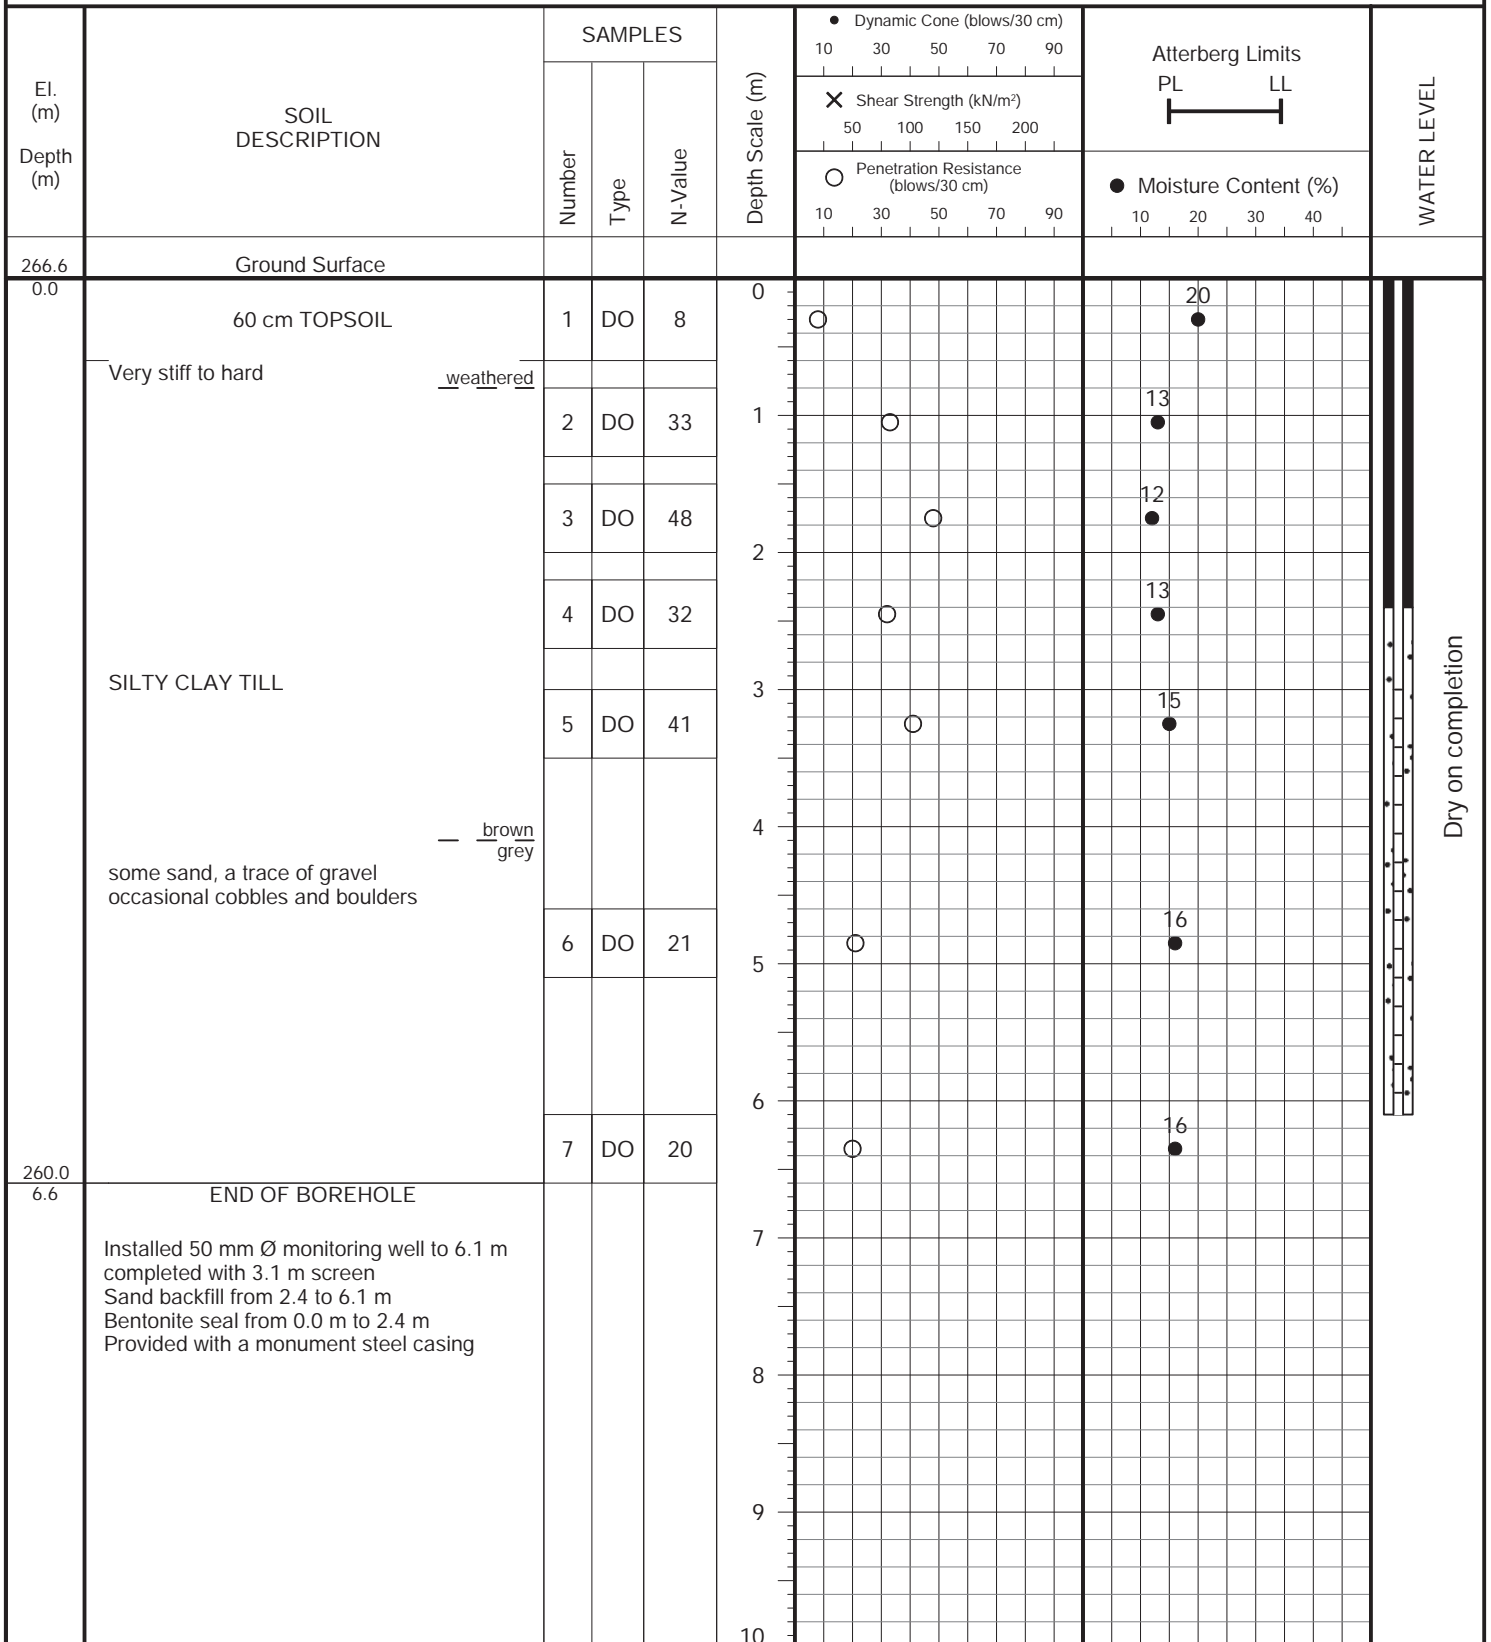 El.
(m)
Depth
(m)
SOIL
DESCRIPTION
SAMPLES
Number
Type
N-Value
Depth Scale (m)
Dynamic Cone (blows/30 cm)
10 30 50 70 90
Shear Strength (kN/m²)
50 100 150 200
Penetration Resistance
(blows/30 cm)
10 30 50 70 90
Atterberg Limits
PL LL
Moisture Content (%)
10 20 30 40
WATER LEVEL
266.6 Ground Surface
0.0
0
20
60 cm TOPSOIL 1 DO 8
Very stiff to hard weathered
13
1
2 DO 33
12
3 DO 48
2
13
4 DO 32
SILTY CLAY TILL
3
15
5 DO 41
Dry on completion
4
brown
grey
some sand, a trace of gravel
occasional cobbles and boulders
16
6 DO 21
5
6
16
7 DO 20
260.0
6.6 END OF BOREHOLE
7
Installed 50 mm Ø monitoring well to 6.1 m
completed with 3.1 m screen
Sand backfill from 2.4 to 6.1 m
Bentonite seal from 0.0 m to 2.4 m
Provided with a monument steel casing
8
9
10